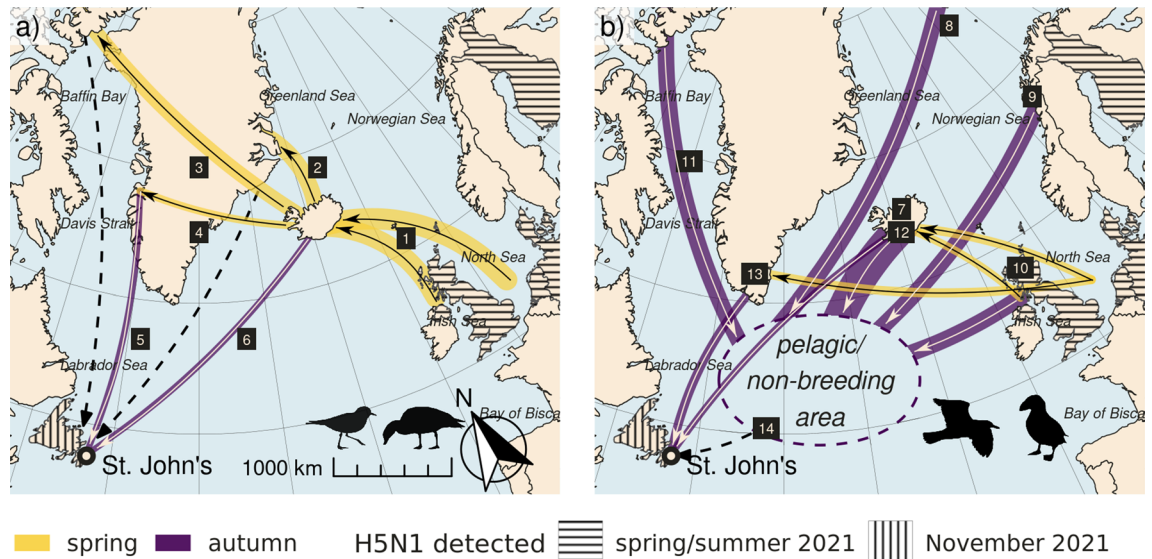 a)
Baffin Bay
Greenland Sea
Norwegian Sea
3
2
Davis Strait
4
1
North Sea
Irish Sea
5
6
Labrador Sea
N
Bay of Bisca
St. John's
1000 km
b)
8
Baffin Bay
Greenland Sea
9
Norwegian Sea
11
7
Davis Strait
12
North Sea
13
10
Irish Sea
pelagic/
Labrador Sea
non-breeding
area
Bay of Bisca
14
St. John's
spring
autumn
H5N1 detected
spring/summer 2021
November 2021